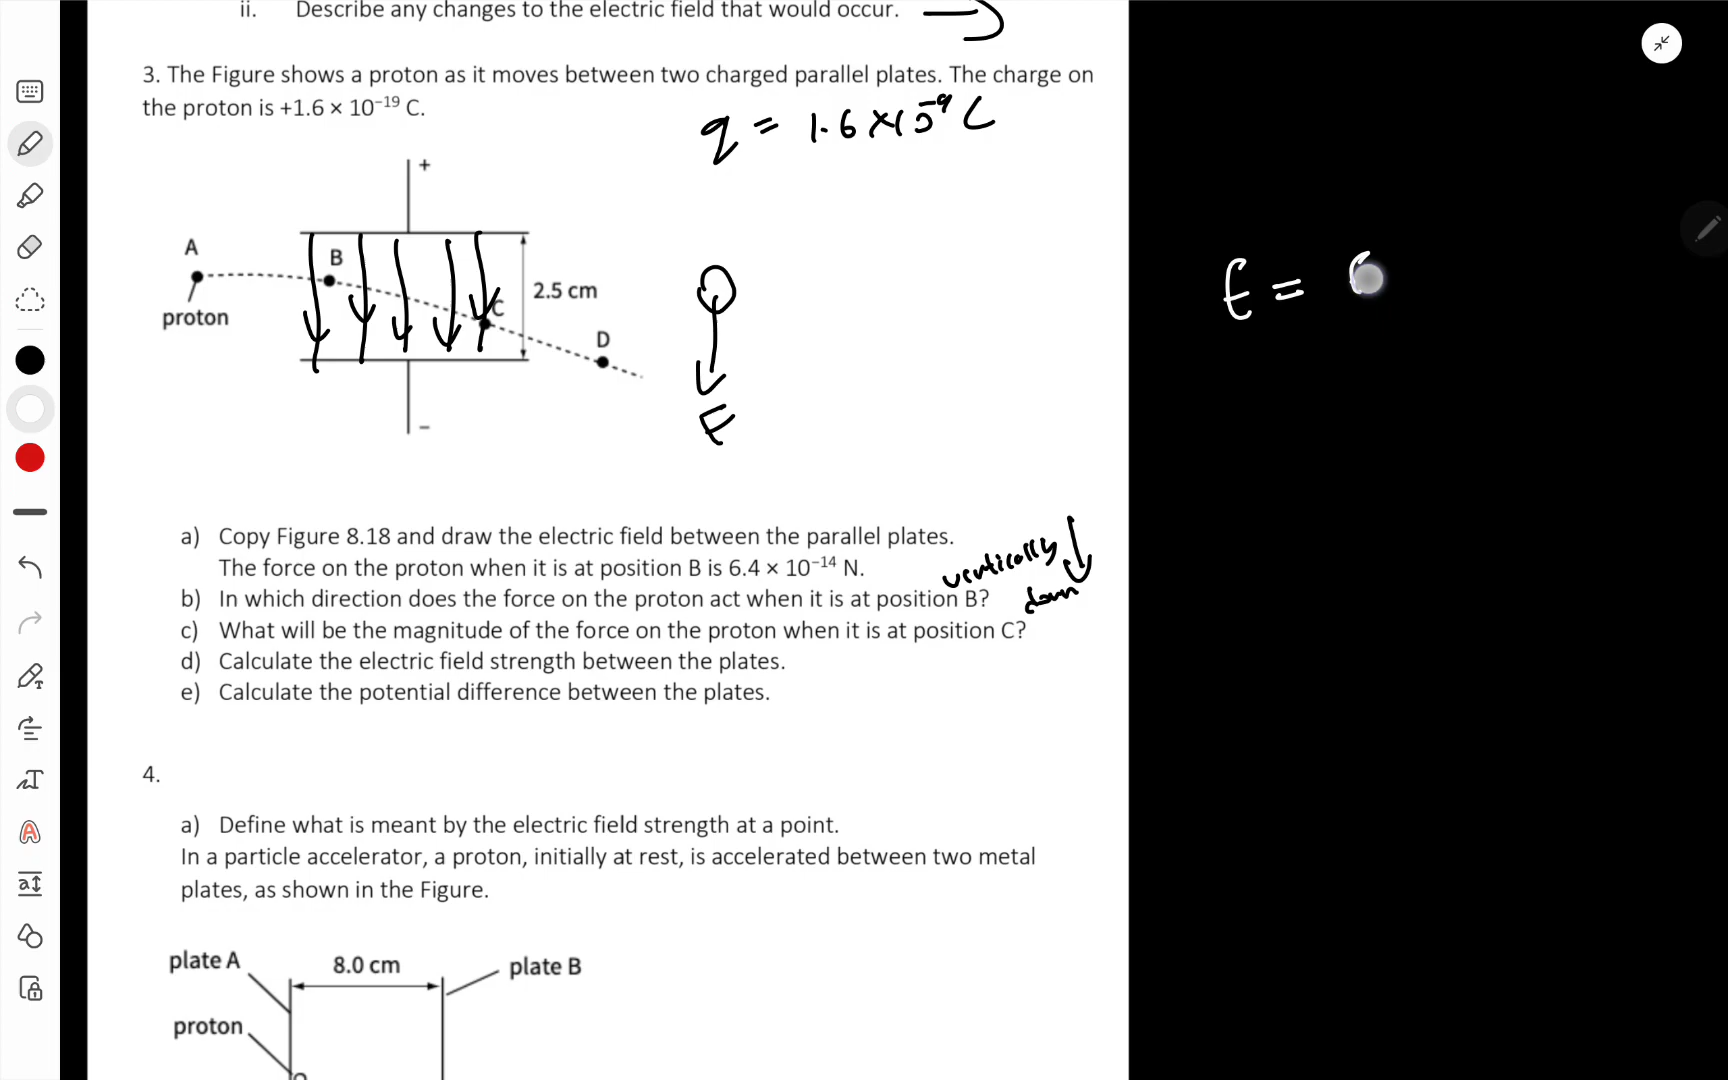 ii. Describe any changes to the electric field that would occur.
3. The Figure shows a proton as it moves between two charged parallel plates. The charge on
the proton is +1.6 × 10⁻¹⁹ C.
q = 1.6 × 10⁻⁹ C
+
A
B
C
2.5 cm
proton
D
−
F
E = 6
a) Copy Figure 8.18 and draw the electric field between the parallel plates.
The force on the proton when it is at position B is 6.4 × 10⁻¹⁴ N.
vertically
down
b) In which direction does the force on the proton act when it is at position B?
c) What will be the magnitude of the force on the proton when it is at position C?
d) Calculate the electric field strength between the plates.
e) Calculate the potential difference between the plates.
4.
a) Define what is meant by the electric field strength at a point.
In a particle accelerator, a proton, initially at rest, is accelerated between two metal
plates, as shown in the Figure.
plate A
8.0 cm
plate B
proton